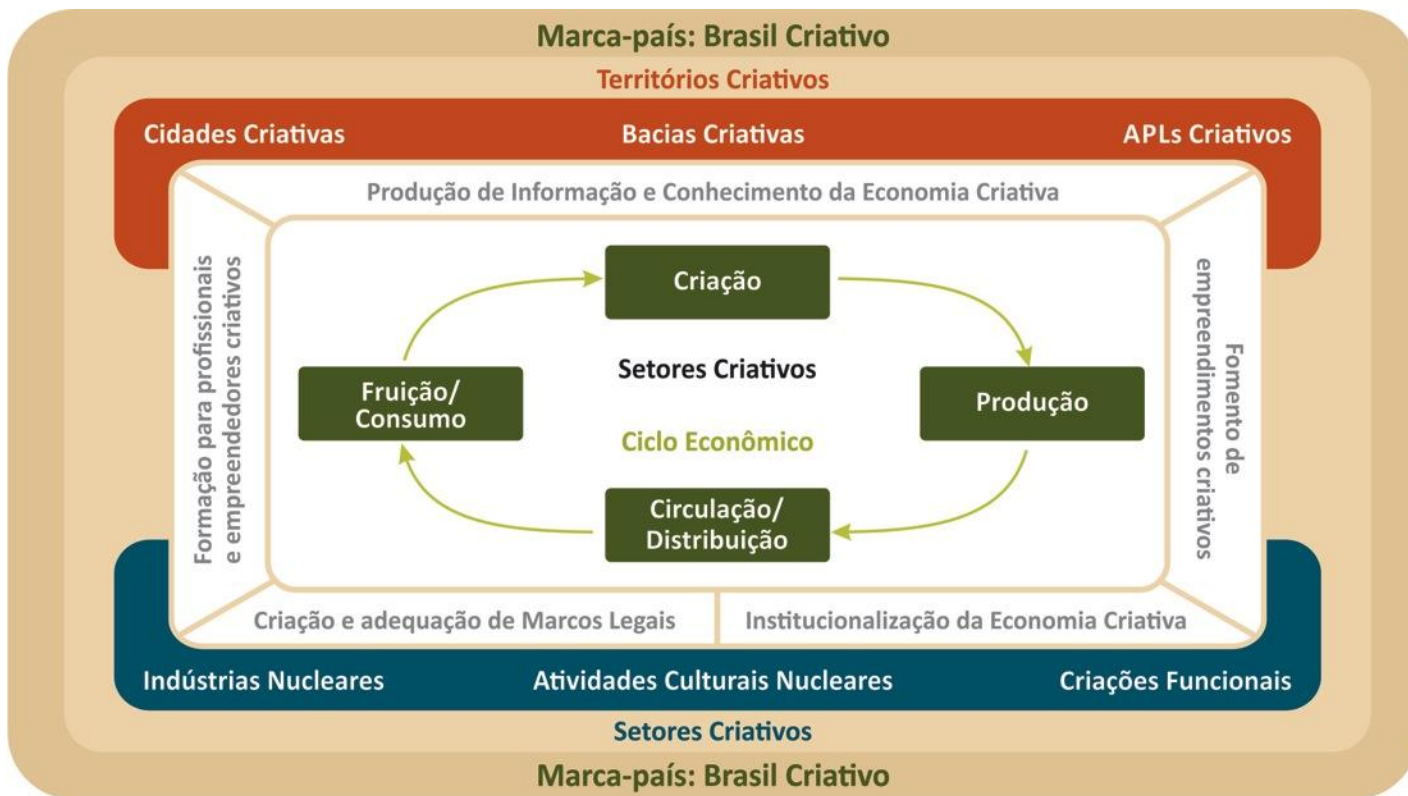 Marca-país: Brasil Criativo
Territórios Criativos
Cidades Criativas
Bacias Criativas
APLs Criativos
Produção de Informação e Conhecimento da Economia Criativa
Formação para profissionais
e empreendedores criativos
Criação
Setores Criativos
Fruição/
Consumo
Produção
Ciclo Econômico
Circulação/
Distribuição
Fomento de
empreendimentos criativos
Criação e adequação de Marcos Legais
Institucionalização da Economia Criativa
Indústrias Nucleares
Atividades Culturais Nucleares
Criações Funcionais
Setores Criativos
Marca-país: Brasil Criativo